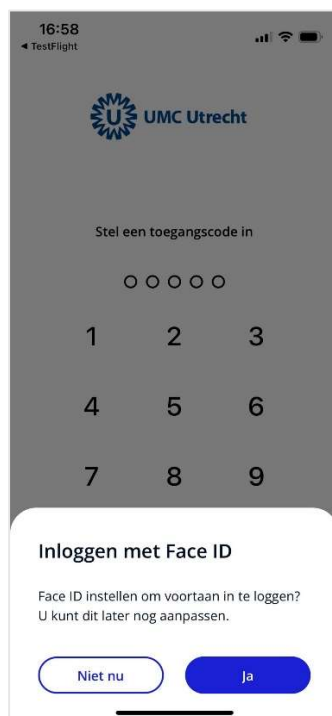 16:58
◀ TestFlight
UMC Utrecht
Stel een toegangscode in
1 2 3
4 5 6
7 8 9
Inloggen met Face ID
Face ID instellen om voortaan in te loggen?
U kunt dit later nog aanpassen.
Niet nu Ja